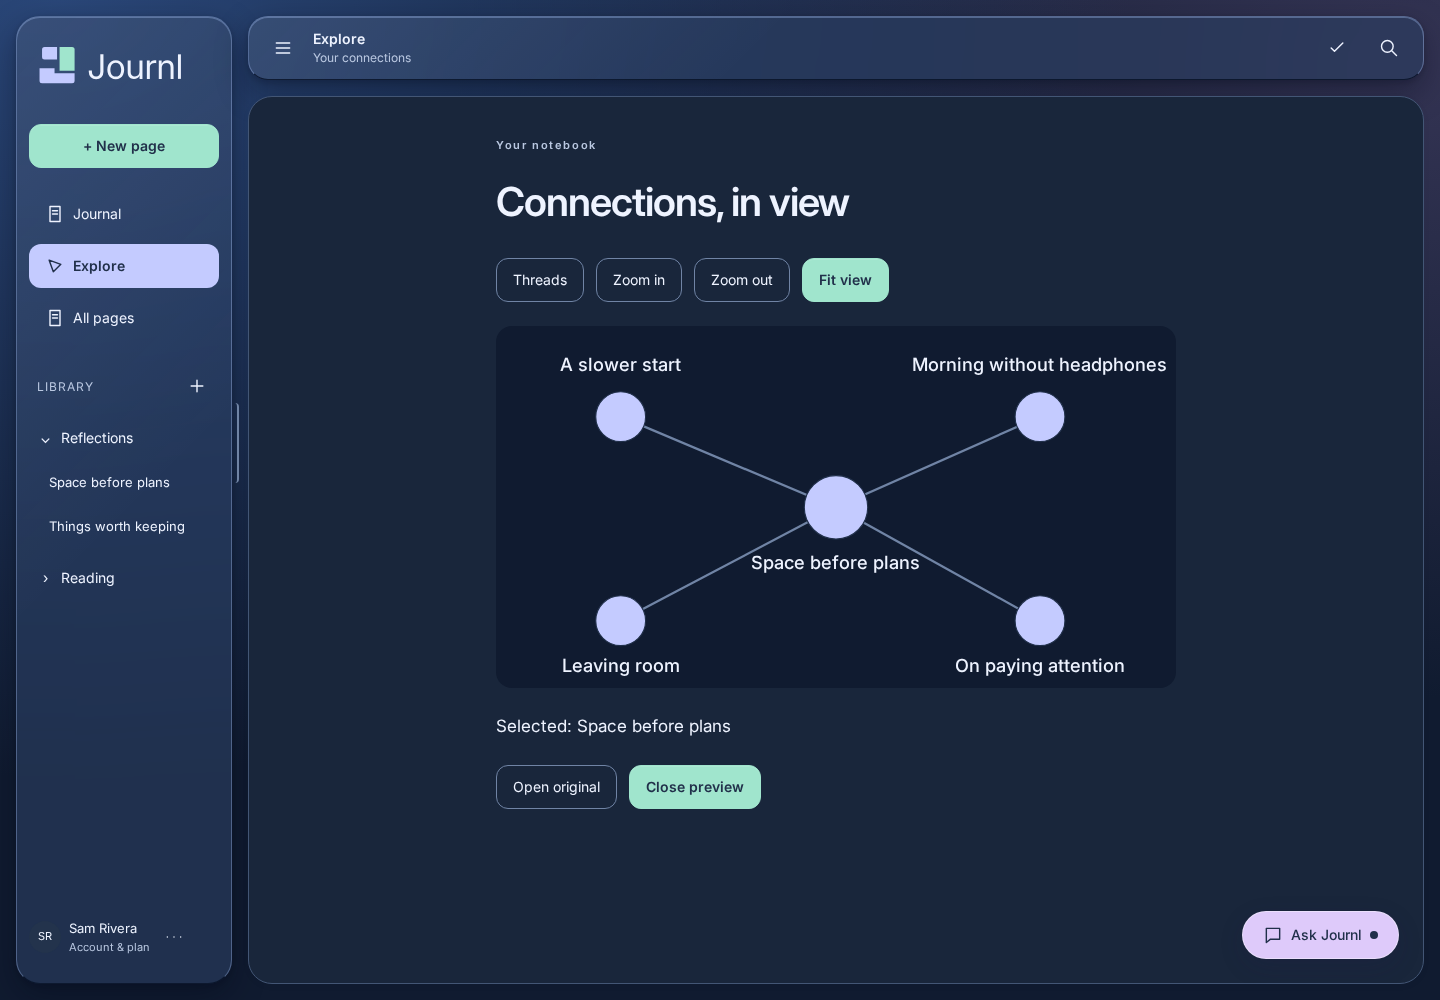 Journl
+ New page
Journal
Explore
All pages
LIBRARY
Reflections
Space before plans
Things worth keeping
Reading
SR
Sam Rivera
Account & plan
Explore
Your connections
Your notebook
Connections, in view
Threads
Zoom in
Zoom out
Fit view
A slower start
Morning without headphones
Space before plans
Leaving room
On paying attention
Selected: Space before plans
Open original
Close preview
Ask Journl